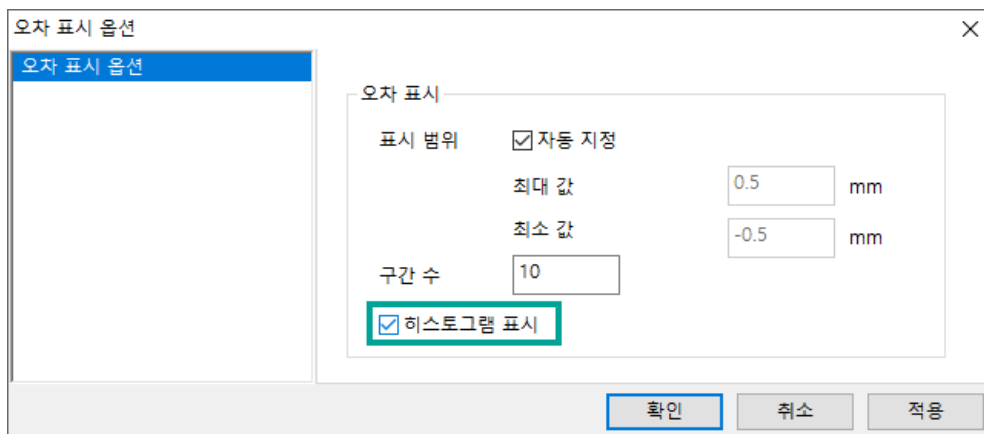 오차 표시 옵션
오차 표시 옵션
오차 표시
표시 범위 자동 지정
최대 값 0.5 mm
최소 값 -0.5 mm
구간 수 10
히스토그램 표시
확인 취소 적용